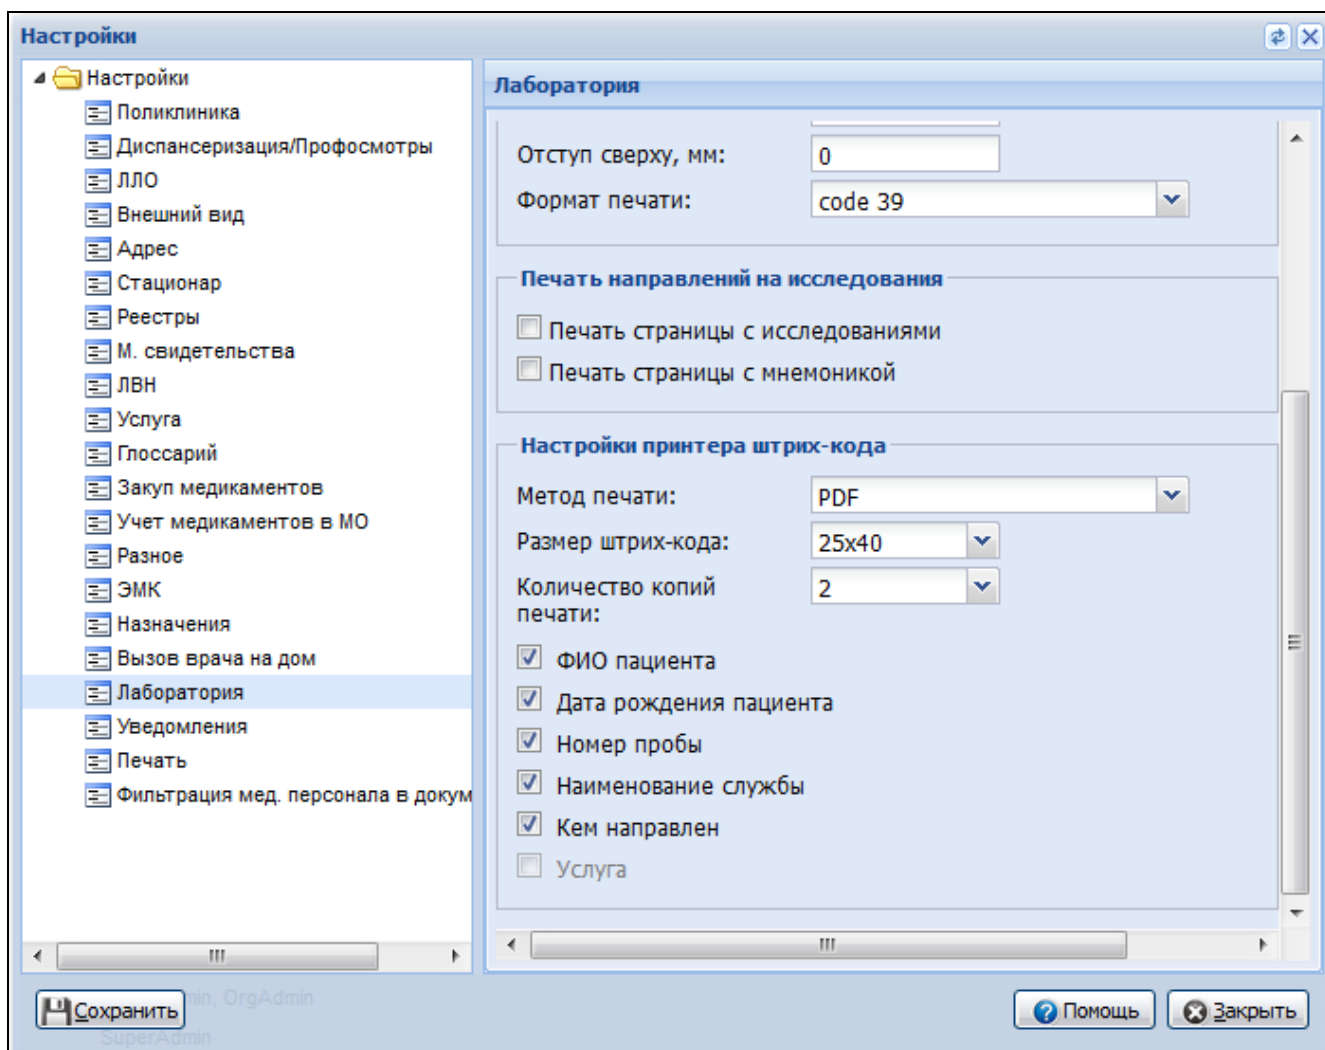 Настройки
Настройки
Поликлиника
Диспансеризация/Профосмотры
ЛЛО
Внешний вид
Адрес
Стационар
Реестры
М. свидетельства
ЛВН
Услуга
Глоссарий
Закуп медикаментов
Учет медикаментов в МО
Разное
ЭМК
Назначения
Вызов врача на дом
Лаборатория
Уведомления
Печать
Фильтрация мед. персонала в докум
Лаборатория
Отступ сверху, мм: 0
Формат печати: code 39
Печать направлений на исследования
Печать страницы с исследованиями
Печать страницы с мнемоникой
Настройки принтера штрих-кода
Метод печати: PDF
Размер штрих-кода: 25x40
Количество копий печати: 2
ФИО пациента
Дата рождения пациента
Номер пробы
Наименование службы
Кем направлен
Услуга
Сохранить
min, OrgAdmin
SuperAdmin
Помощь
Закрыть